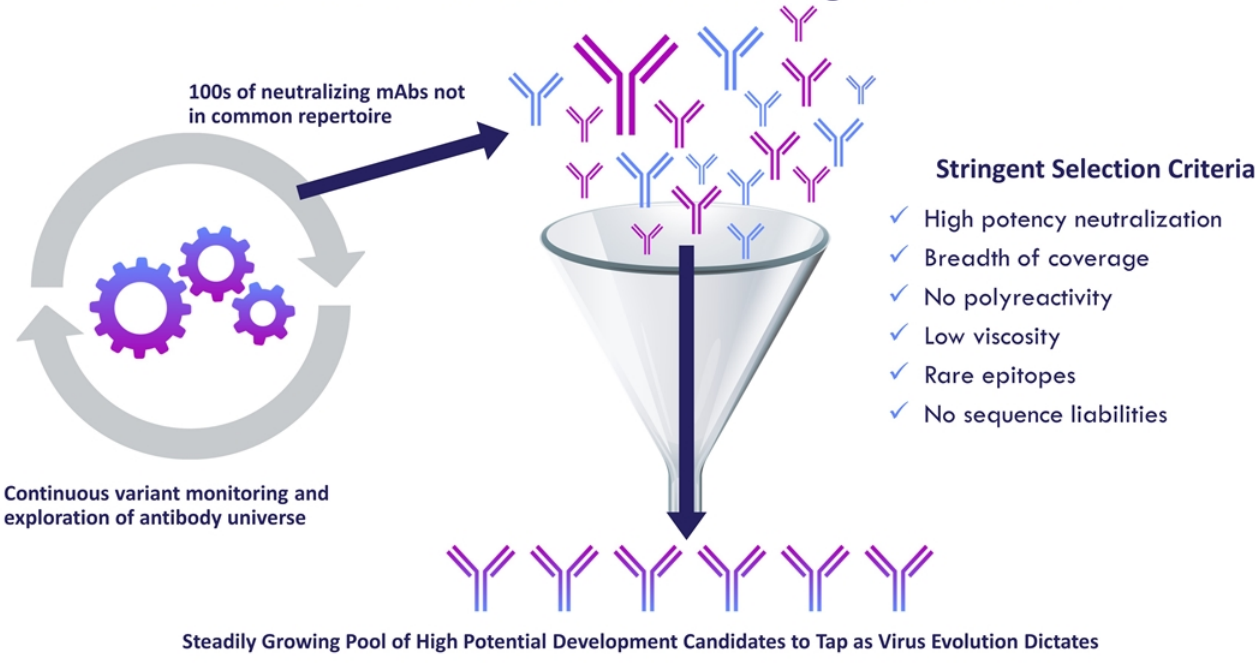 100s of neutralizing mAbs not
in common repertoire
Stringent Selection Criteria
High potency neutralization
Breadth of coverage
No polyreactivity
Low viscosity
Rare epitopes
No sequence liabilities
Continuous variant monitoring and
exploration of antibody universe
Steadily Growing Pool of High Potential Development Candidates to Tap as Virus Evolution Dictates